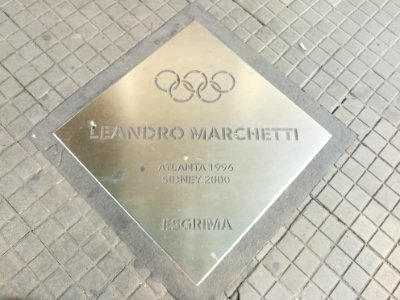 LEANDRO MARCHETTI
ATLANTA 1996
SIDNEY 2000
ESGRIMA